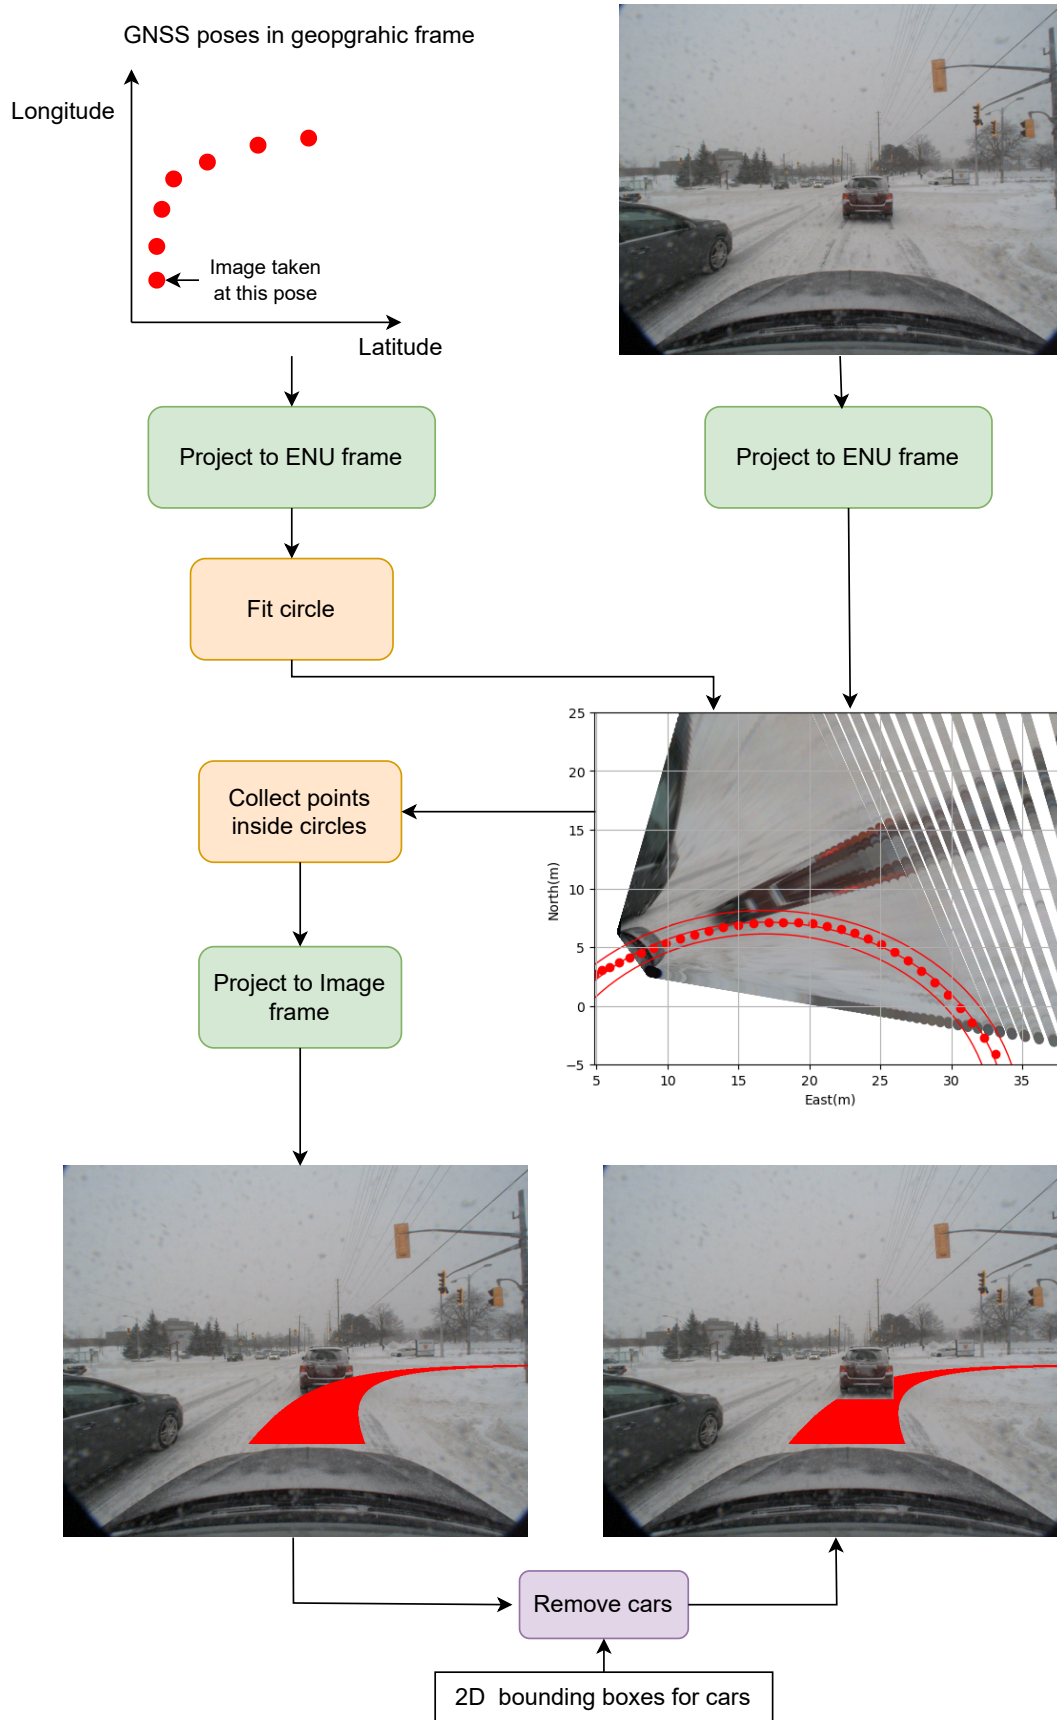 GNSS poses in geopgrahic frame
Longitude
Image taken
at this pose
Latitude
Project to ENU frame
Project to ENU frame
Fit circle
Collect points
inside circles
Project to Image
frame
25
20
15
10
5
0
−5
North(m)
5 10 15 20 25 30 35
East(m)
Remove cars
2D bounding boxes for cars